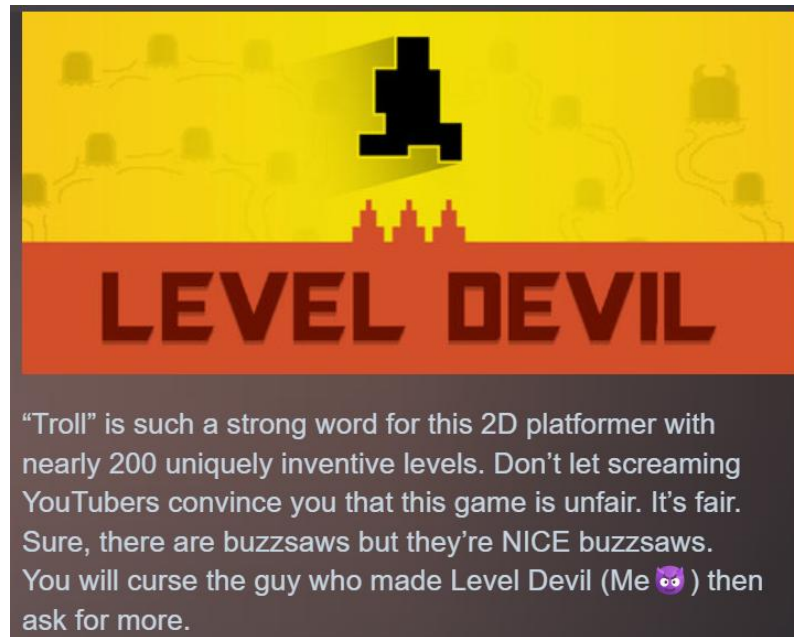 LEVEL DEVIL
“Troll” is such a strong word for this 2D platformer with
nearly 200 uniquely inventive levels. Don’t let screaming
YouTubers convince you that this game is unfair. It’s fair.
Sure, there are buzzsaws but they’re NICE buzzsaws.
You will curse the guy who made Level Devil (Me😈) then
ask for more.